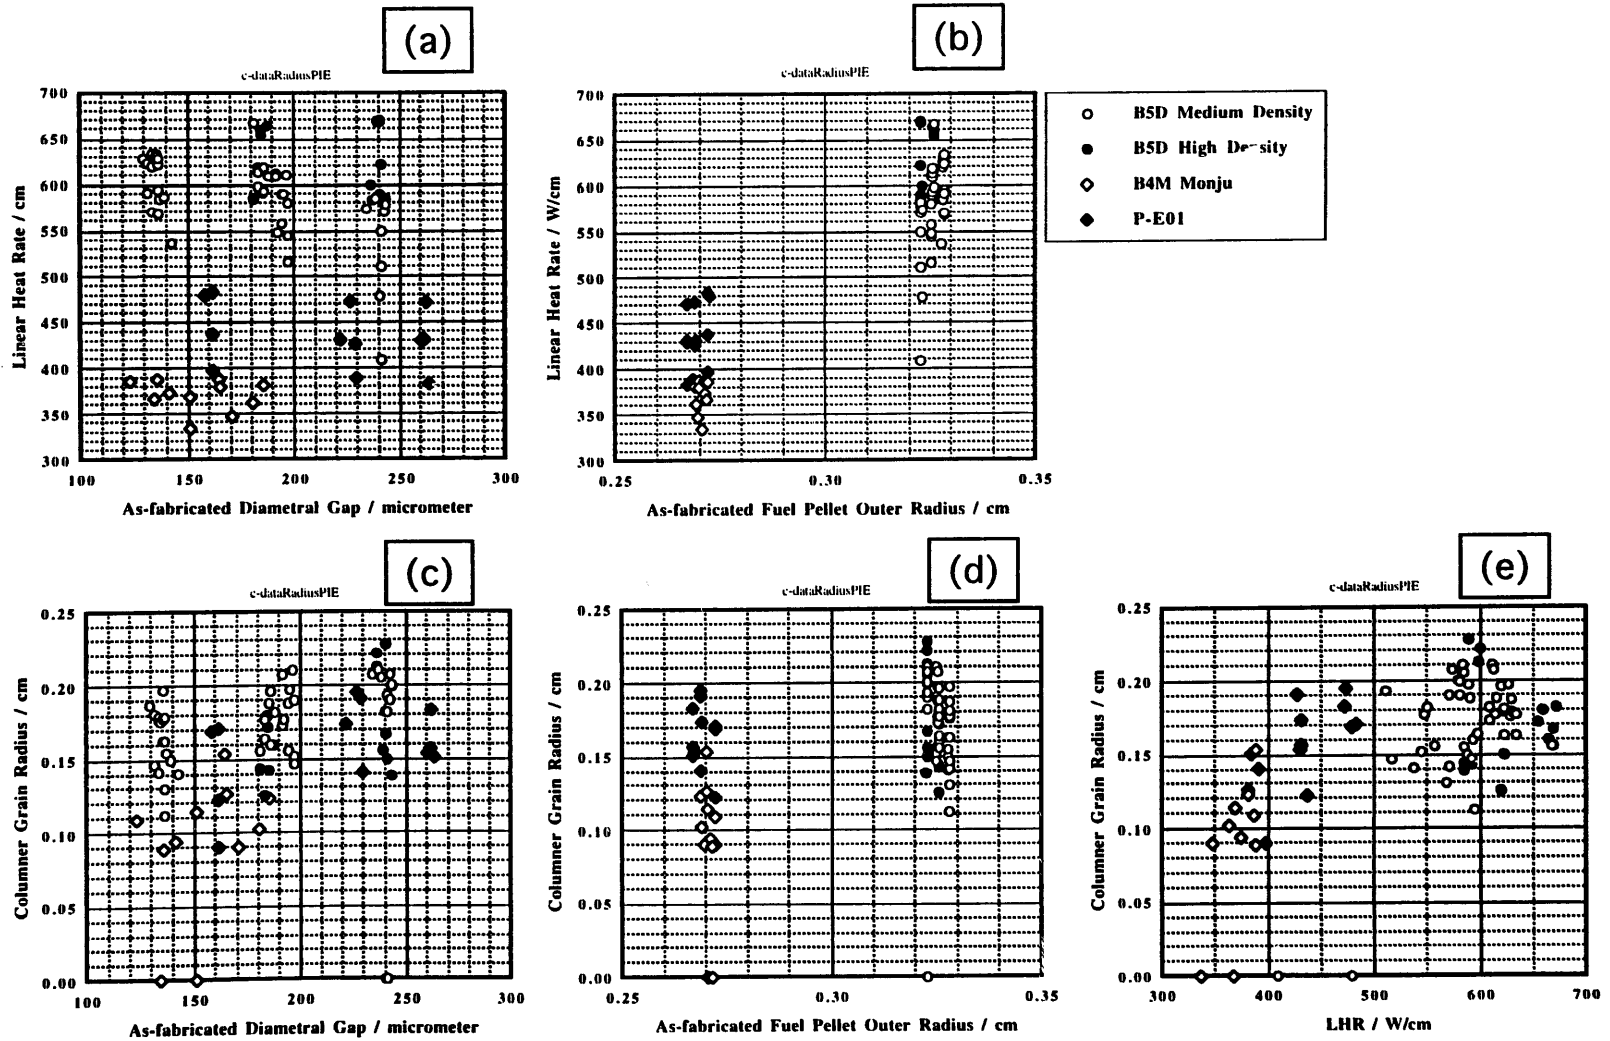 (a)
c-dataRadiusPIE
700
650
600
550
500
450
400
350
300
100
150
200
250
300
Linear Heat Rate / cm
As-fabricated Diametral Gap / micrometer
(b)
c-dataRadiusPIE
700
650
600
550
500
450
400
350
300
0.25
0.30
0.35
Linear Heat Rate / W/cm
As-fabricated Fuel Pellet Outer Radius / cm
B5D Medium Density
B5D High
B4M Monju
P-E01
(c)
c-dataRadiusPIE
0.25
0.20
0.15
0.10
0.05
0.00
100
150
200
250
300
Columner Grain Radius / cm
As-fabricated Diametral Gap / micrometer
(d)
c-dataRadiusPIE
0.25
0.20
0.15
0.10
0.05
0.00
0.25
0.30
0.35
Columner Grain Radius / cm
As-fabricated Fuel Pellet Outer Radius / cm
(e)
c-dataRadiusPIE
0.25
0.20
0.15
0.10
0.05
0.00
300
400
500
600
700
Columner Grain Radius / cm
LHR / W/cm